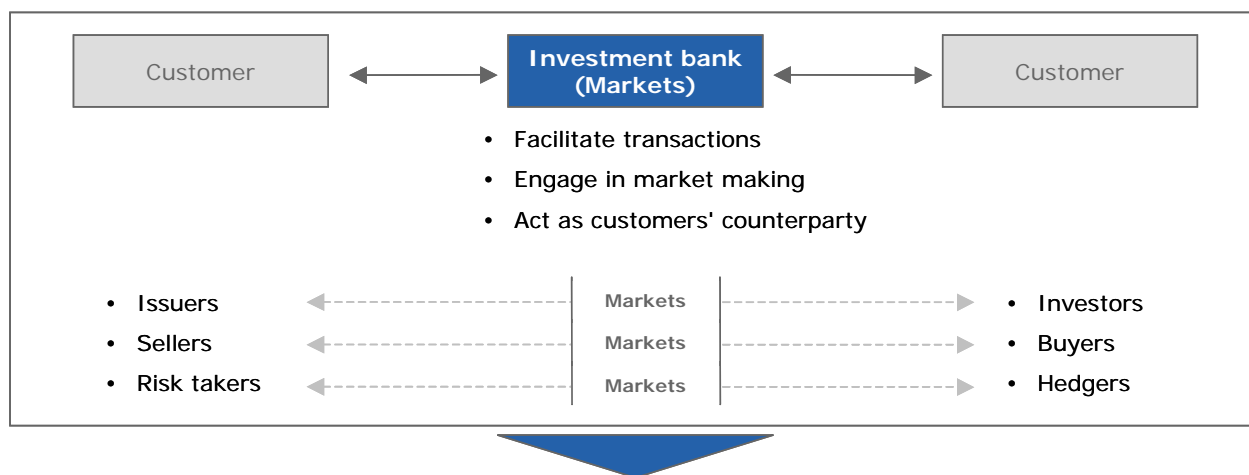 Customer
Investment bank
(Markets)
Customer
• Facilitate transactions
• Engage in market making
• Act as customers' counterparty
• Issuers
Markets
• Investors
• Sellers
Markets
• Buyers
• Risk takers
Markets
• Hedgers